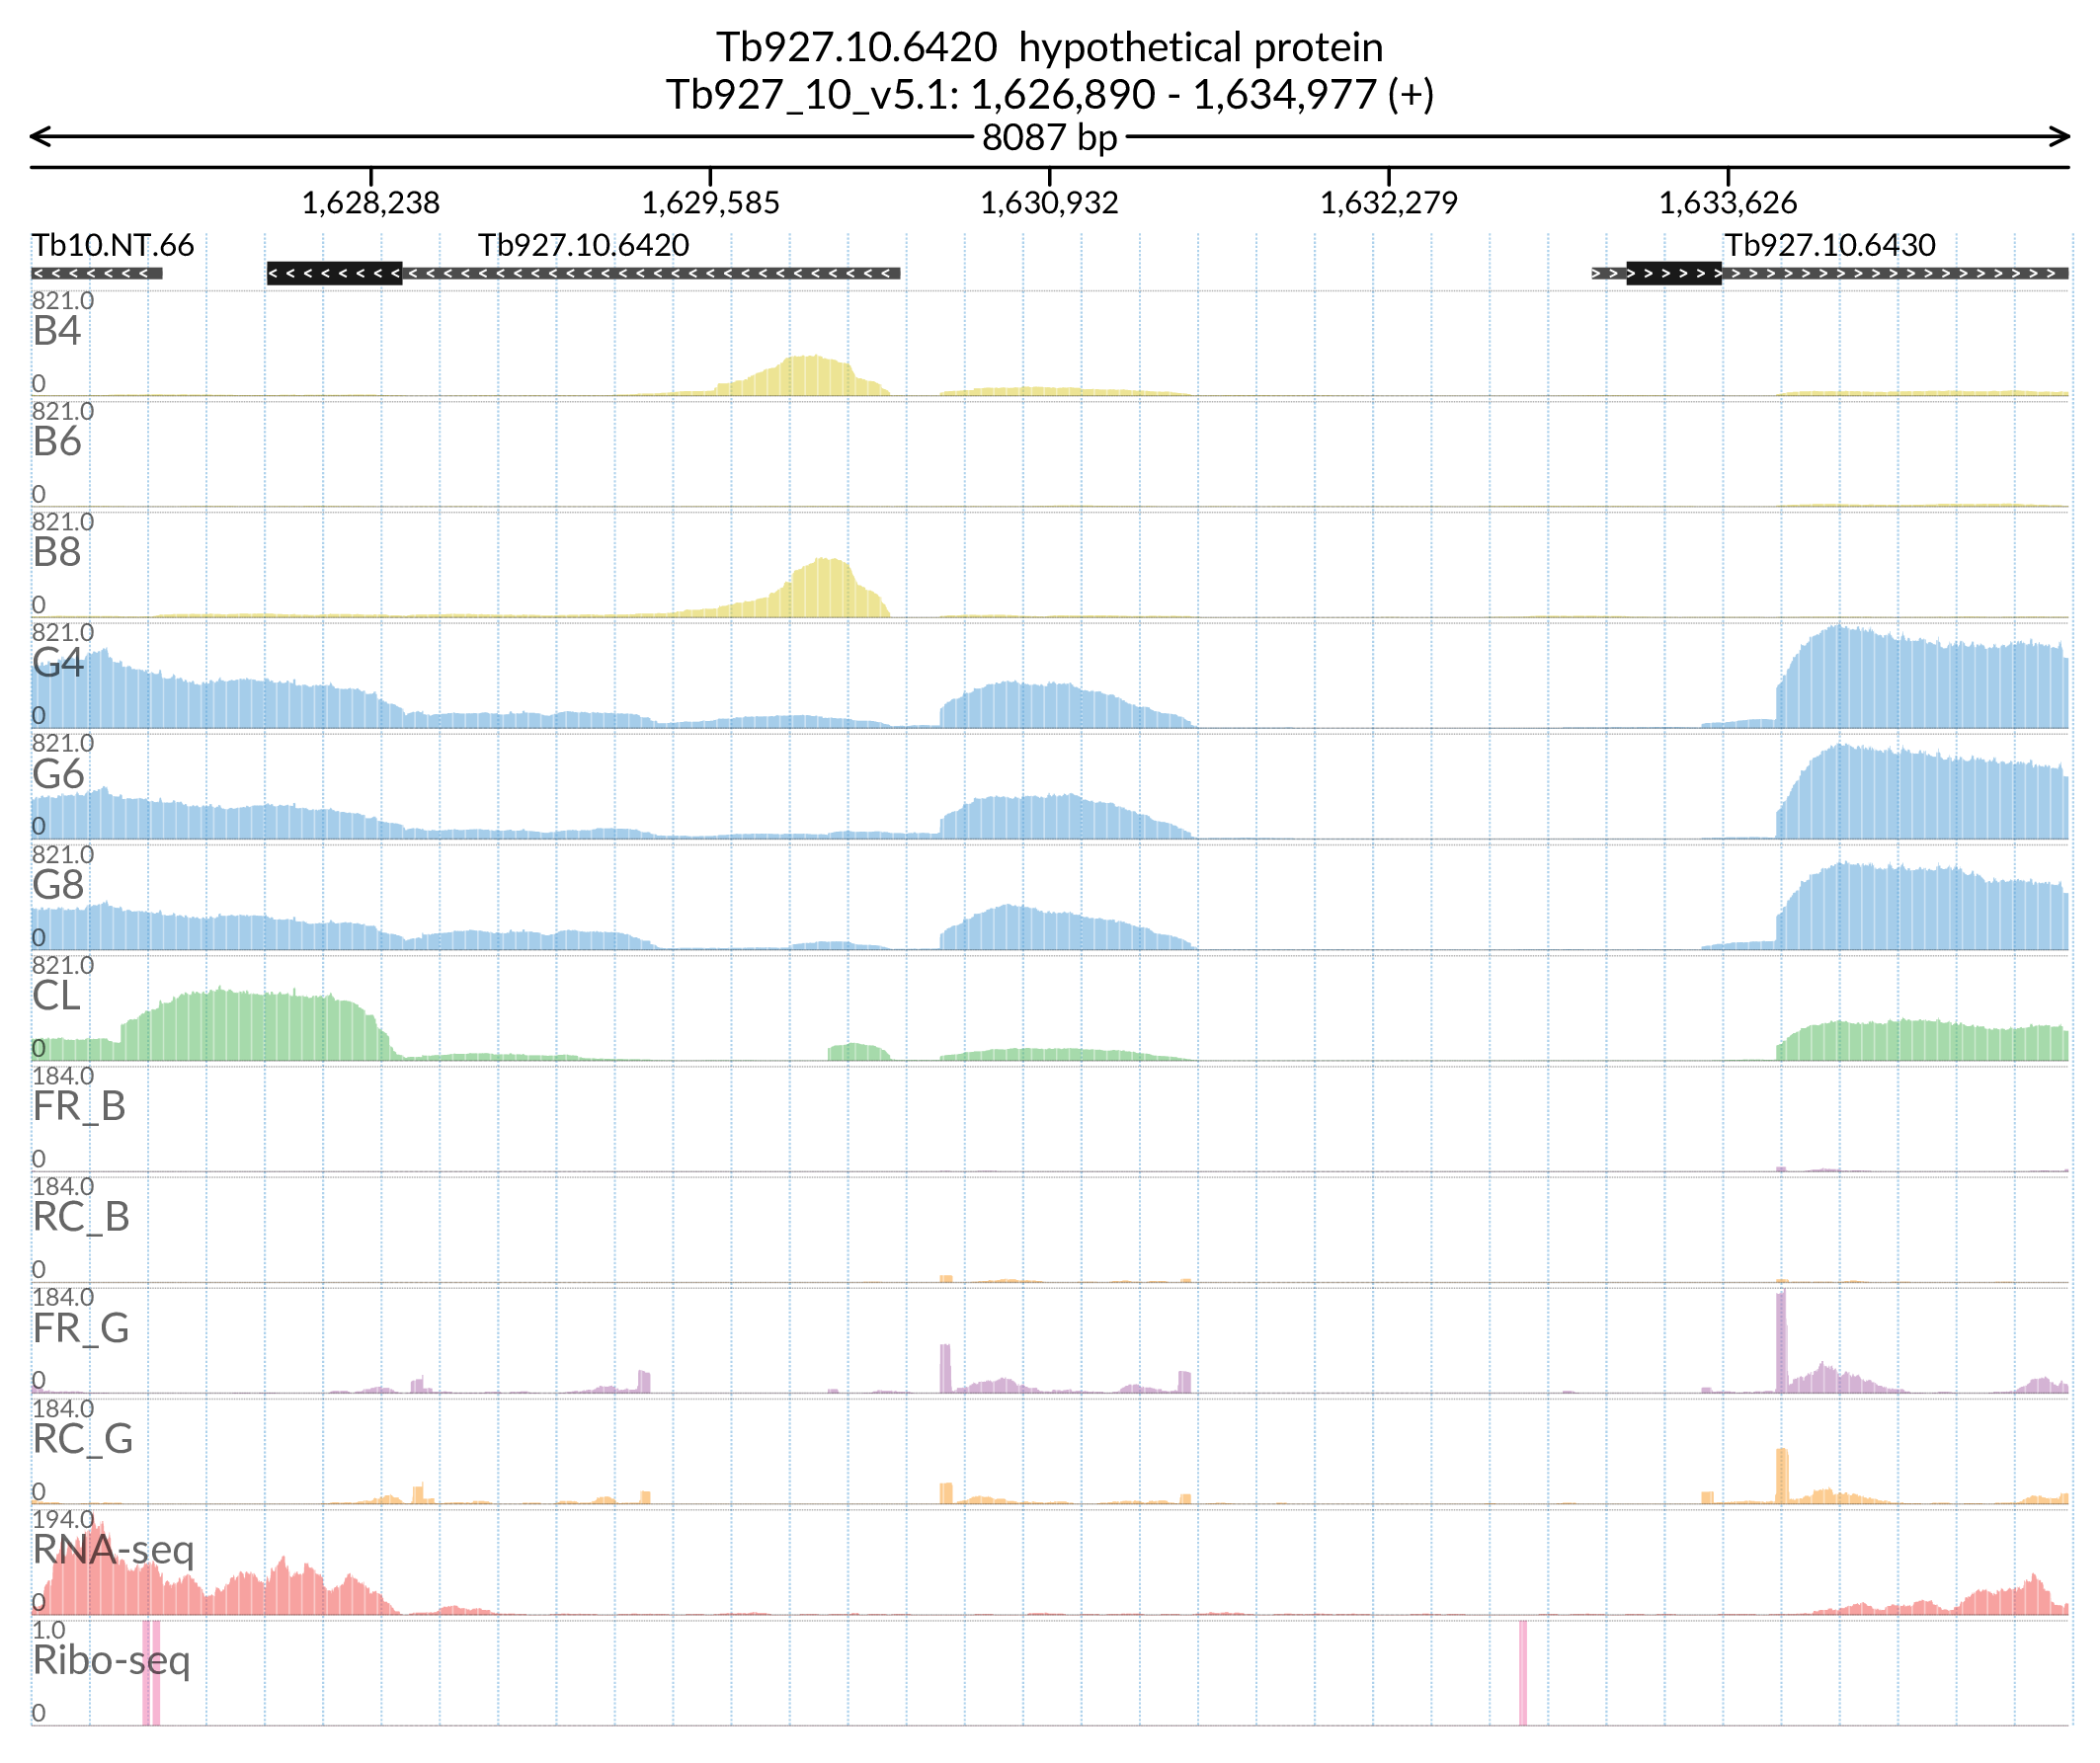 Tb927.10.6420 hypothetical protein
Tb927_10_v5.1: 1,626,890 - 1,634,977 (+)
8087 bp
1,628,238 1,629,585 1,630,932 1,632,279 1,633,626
Tb10.NT.66 Tb927.10.6420 Tb927.10.6430
821.0
B4
0
821.0
B6
0
821.0
B8
0
821.0
G4
0
821.0
G6
0
821.0
G8
0
821.0
CL
0
184.0
FR_B
0
184.0
RC_B
0
184.0
FR_G
0
184.0
RC_G
0
194.0
RNA-seq
0
1.0
Ribo-seq
0